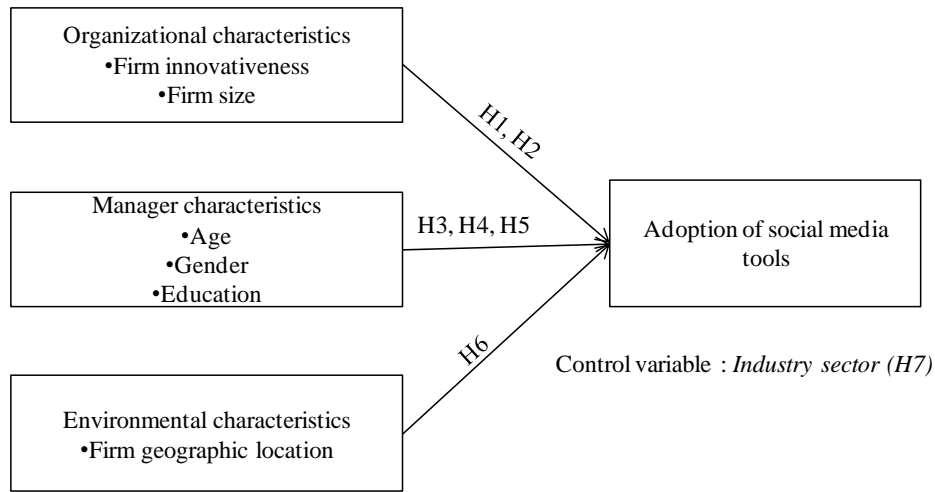 Organizational characteristics
•Firm innovativeness
•Firm size
H1, H2
Manager characteristics
•Age
•Gender
•Education
H3, H4, H5
Adoption of social media
tools
H6
Control variable : Industry sector (H7)
Environmental characteristics
•Firm geographic location